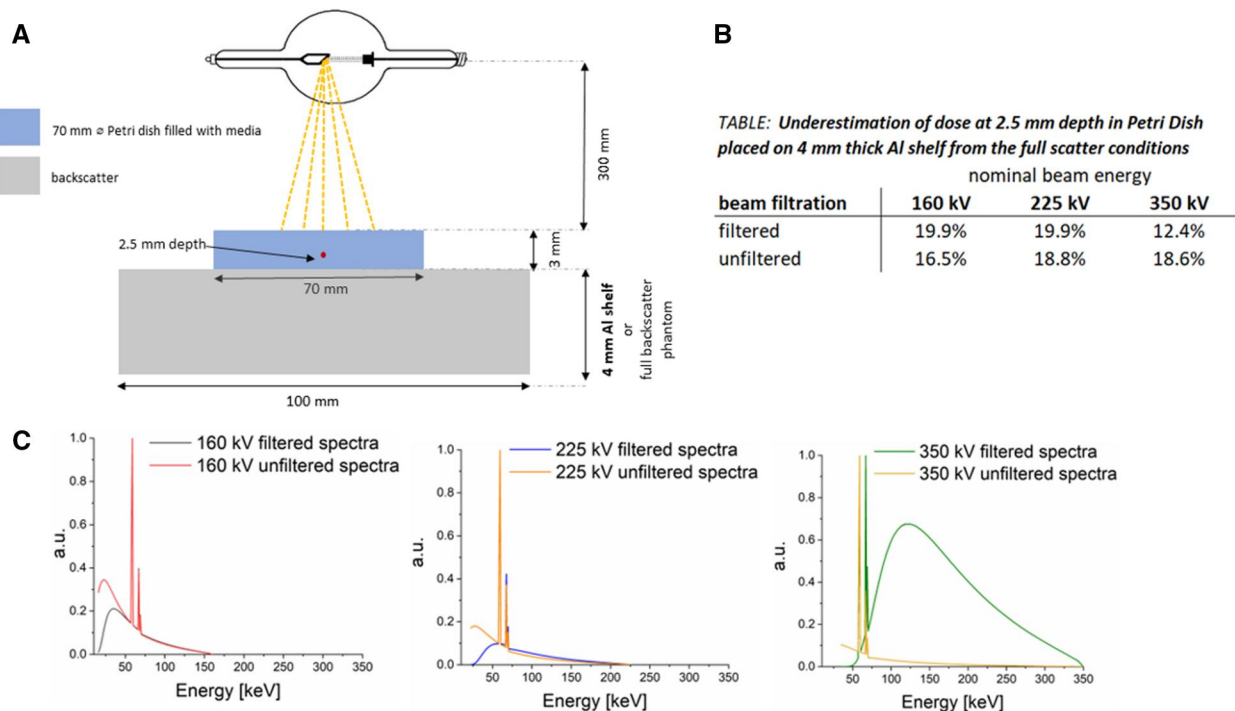 A
70 mm ⌀ Petri dish filled with media
backscatter
300 mm
2.5 mm depth
3 mm
70 mm
4 mm Al shelf
or
full backscatter
phantom
100 mm
B
TABLE: Underestimation of dose at 2.5 mm depth in Petri Dish
placed on 4 mm thick Al shelf from the full scatter conditions
nominal beam energy
beam filtration 160 kV 225 kV 350 kV
filtered 19.9% 19.9% 12.4%
unfiltered 16.5% 18.8% 18.6%
C
160 kV filtered spectra
160 kV unfiltered spectra
a.u.
1.0
0.8
0.6
0.4
0.2
0.0
50 100 150 200 250 300 350
Energy [keV]
225 kV filtered spectra
225 kV unfiltered spectra
a.u.
1.0
0.8
0.6
0.4
0.2
0.0
50 100 150 200 250 300 350
Energy [keV]
350 kV filtered spectra
350 kV unfiltered spectra
a.u.
1.0
0.8
0.6
0.4
0.2
0.0
50 100 150 200 250 300 350
Energy [keV]